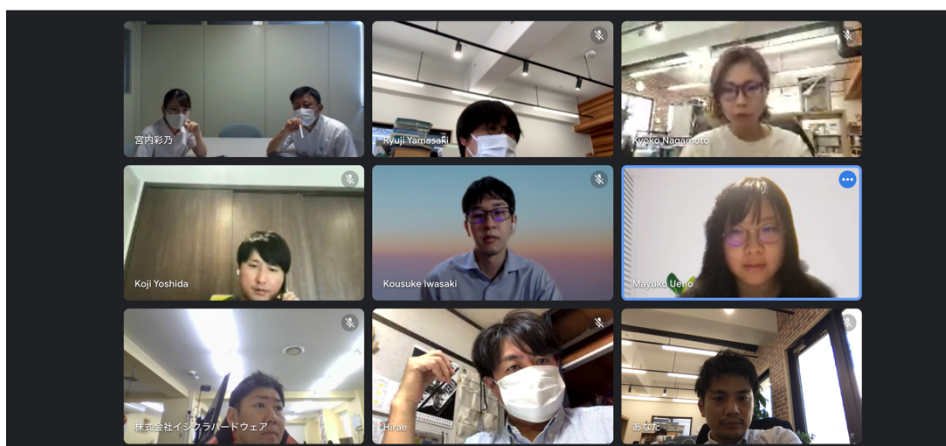 宮内彩乃
Ryuji Yamasaki
Kyoko Nagamoto
Koji Yoshida
Kousuke Iwasaki
Mayuko Ueno
株式会社イシクラハードウェア
Hirae
あなた